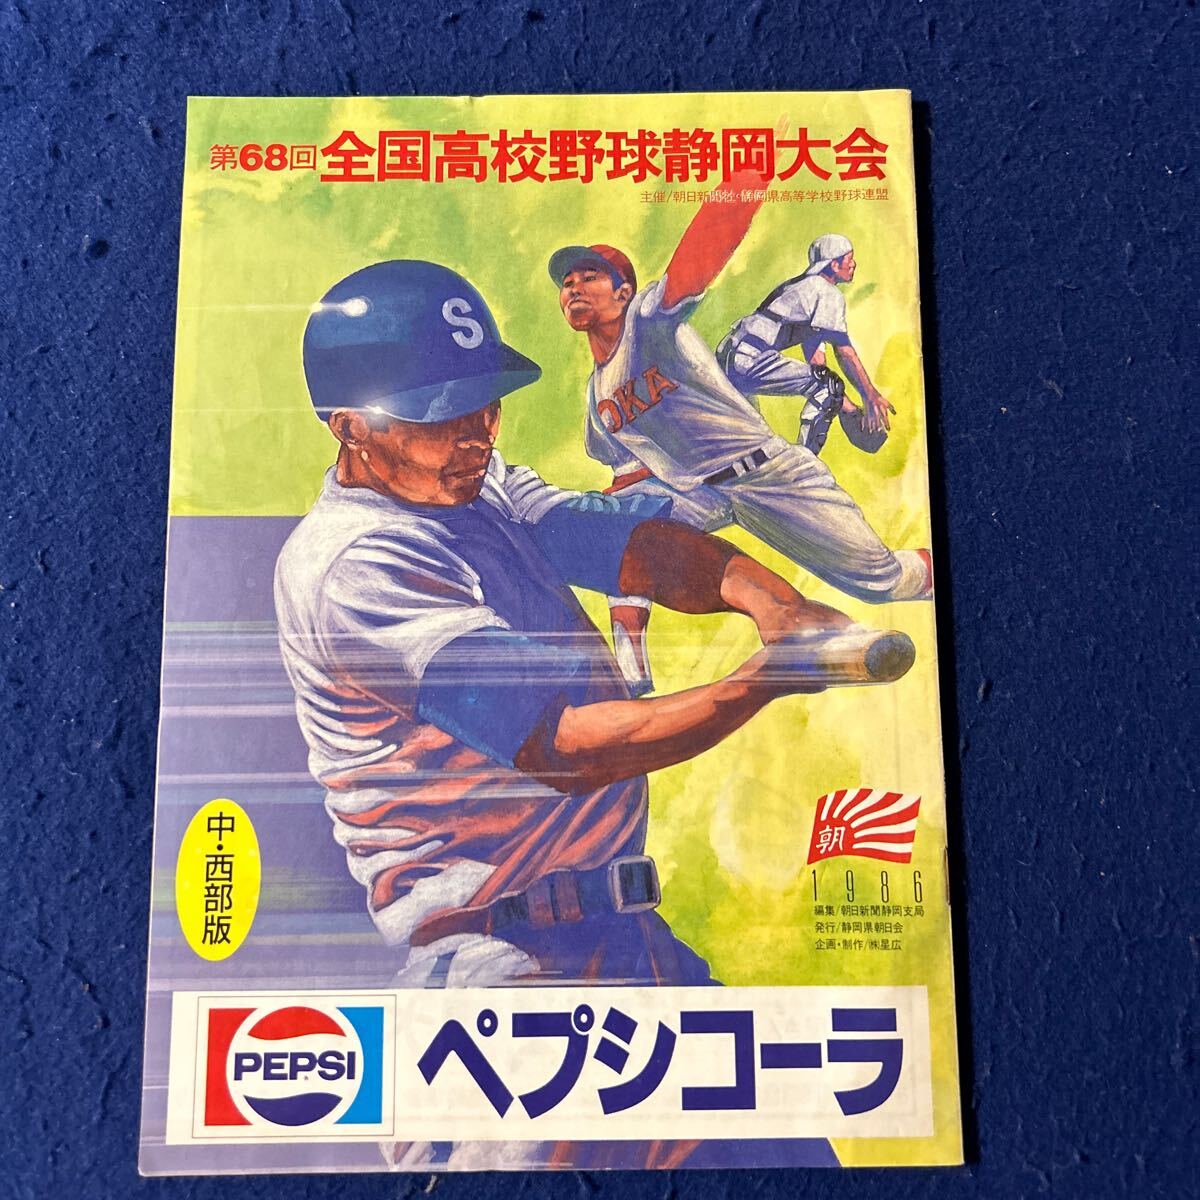 第68回 全国高校野球静岡大会
主催/朝日新聞社・静岡県高等学校野球連盟
S
OKA
朝
1986
編集/朝日新聞静岡支局
発行/静岡県朝日会
企画・制作/㈱星広
中・西部版
PEPSI
ペプシコーラ